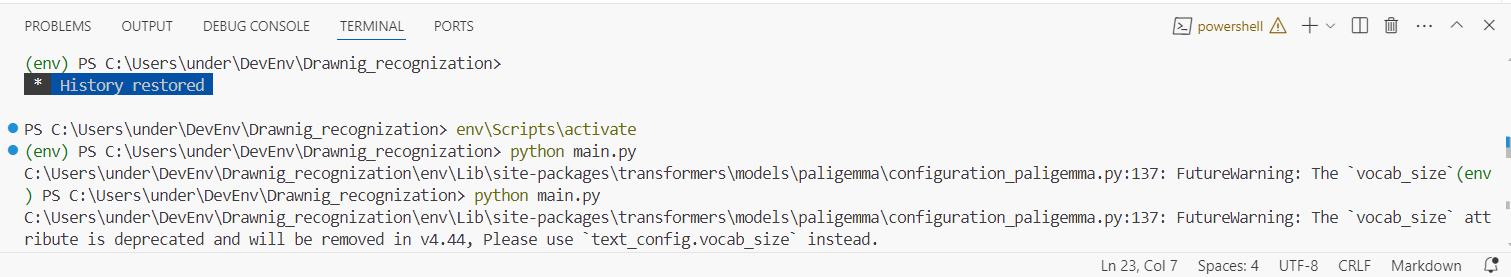 PROBLEMS OUTPUT DEBUG CONSOLE TERMINAL PORTS powershell
(env) PS C:\Users\under\DevEnv\Drawnig_recognization>
* History restored
PS C:\Users\under\DevEnv\Drawnig_recognization> env\Scripts\activate
(env) PS C:\Users\under\DevEnv\Drawnig_recognization> python main.py
C:\Users\under\DevEnv\Drawnig_recognization\env\Lib\site-packages\transformers\models\paligemma\configuration_paligemma.py:137: FutureWarning: The `vocab_size`(env
) PS C:\Users\under\DevEnv\Drawnig_recognization> python main.py
C:\Users\under\DevEnv\Drawnig_recognization\env\Lib\site-packages\transformers\models\paligemma\configuration_paligemma.py:137: FutureWarning: The `vocab_size` att
ribute is deprecated and will be removed in v4.44, Please use `text_config.vocab_size` instead.
Ln 23, Col 7 Spaces: 4 UTF-8 CRLF Markdown